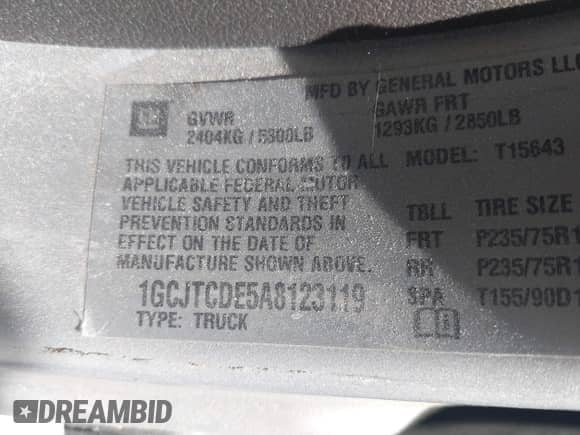 MFD BY GENERAL MOTORS LLC
GM
GVWR
2404KG / 5300LB
GAWR FRT
1293KG / 2850LB
THIS VEHICLE CONFORMS TO ALL
APPLICABLE FEDERAL MOTOR
VEHICLE SAFETY AND THEFT
PREVENTION STANDARDS IN
EFFECT ON THE DATE OF
MANUFACTURE SHOWN ABOVE.
1GCJTCDE5A8123119
TYPE: TRUCK
MODEL: T15643
TIRE SIZE
FRT P235/75R1
RR P235/75R1
SPA T155/90D1
DREAMBID